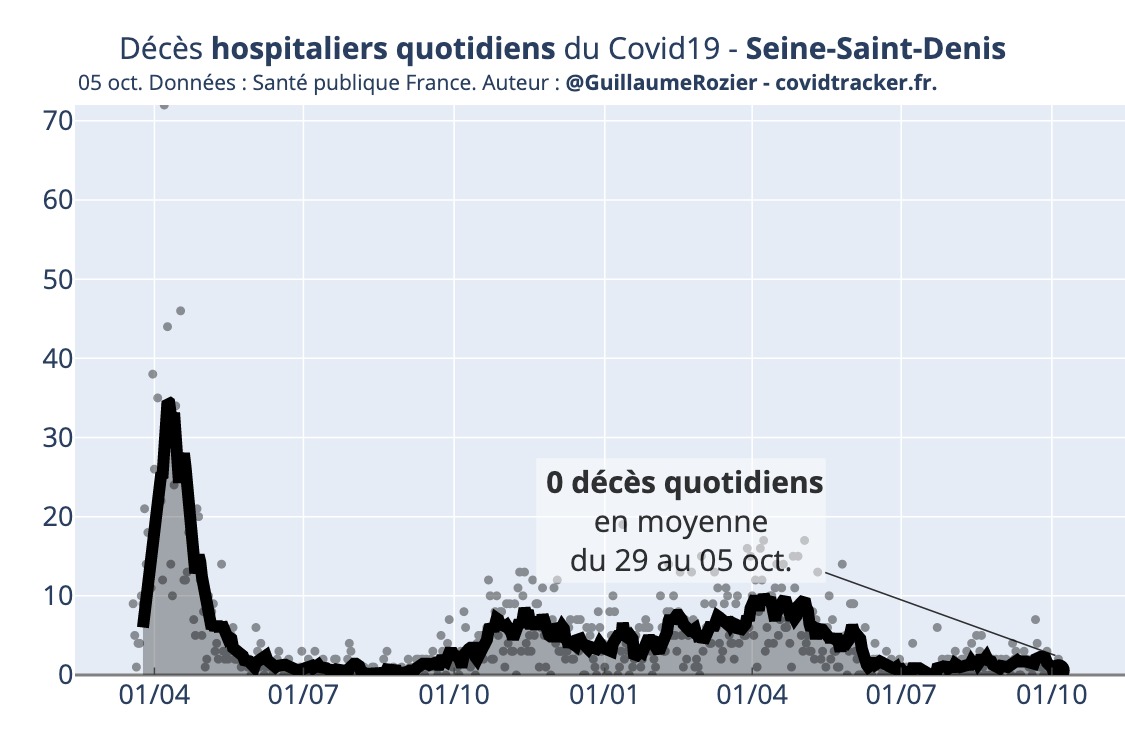 Décès hospitaliers quotidiens du Covid19 - Seine-Saint-Denis
05 oct. Données : Santé publique France. Auteur : @GuillaumeRozier - covidtracker.fr.
70
60
50
40
30
20
10
0
0 décès quotidiens
en moyenne
du 29 au 05 oct.
01/04 01/07 01/10 01/01 01/04 01/07 01/10